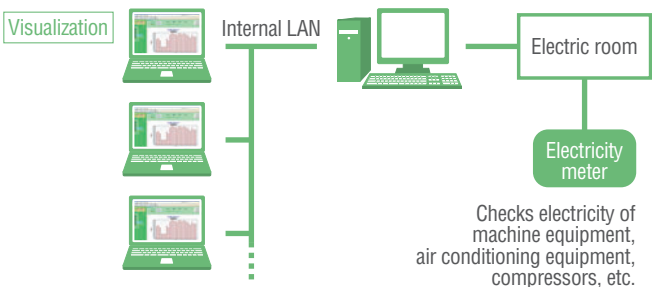 Visualization
Internal LAN
Electric room
Electricity
meter
Checks electricity of
machine equipment,
air conditioning equipment,
compressors, etc.